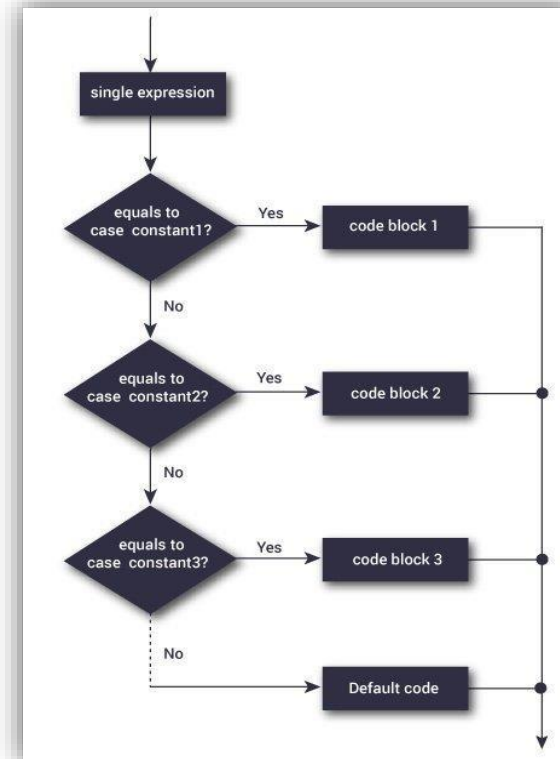 single expression
equals to
case constant1?
Yes
code block 1
No
equals to
case constant2?
Yes
code block 2
No
equals to
case constant3?
Yes
code block 3
No
Default code